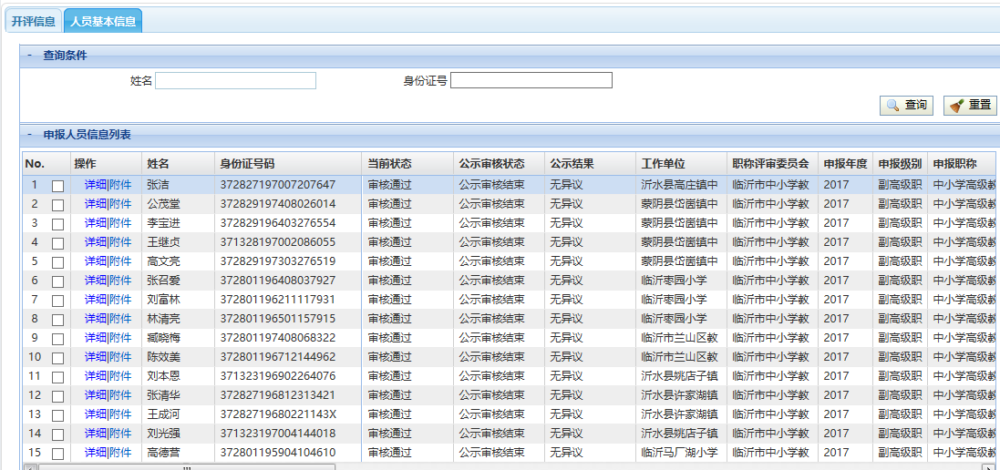 开评信息 人员基本信息
- 查询条件
姓名 身份证号
查询 重置
- 申报人员信息列表
No. 操作 姓名 身份证号码 当前状态 公示审核状态 公示结果 工作单位 职称评审委员会 申报年度 申报级别 申报职称
1 详细|附件 张洁 372827197007207647 审核通过 公示审核结束 无异议 沂水县高庄镇中 临沂市中小学教 2017 副高级职 中小学高级教
2 详细|附件 公茂堂 372829197408026014 审核通过 公示审核结束 无异议 蒙阴县岱崮镇中 临沂市中小学教 2017 副高级职 中小学高级教
3 详细|附件 李宝进 372829196403276554 审核通过 公示审核结束 无异议 蒙阴县岱崮镇中 临沂市中小学教 2017 副高级职 中小学高级教
4 详细|附件 王继贞 371328197002086055 审核通过 公示审核结束 无异议 蒙阴县岱崮镇中 临沂市中小学教 2017 副高级职 中小学高级教
5 详细|附件 高文亮 372829197303276519 审核通过 公示审核结束 无异议 蒙阴县岱崮镇中 临沂市中小学教 2017 副高级职 中小学高级教
6 详细|附件 张召爱 372801196408037927 审核通过 公示审核结束 无异议 临沂枣园小学 临沂市中小学教 2017 副高级职 中小学高级教
7 详细|附件 刘富林 372801196211117931 审核通过 公示审核结束 无异议 临沂枣园小学 临沂市中小学教 2017 副高级职 中小学高级教
8 详细|附件 林清亮 372801196501157915 审核通过 公示审核结束 无异议 临沂枣园小学 临沂市中小学教 2017 副高级职 中小学高级教
9 详细|附件 臧晓梅 372801197408068322 审核通过 公示审核结束 无异议 临沂市兰山区教 临沂市中小学教 2017 副高级职 中小学高级教
10 详细|附件 陈效美 372801196712144962 审核通过 公示审核结束 无异议 临沂市兰山区教 临沂市中小学教 2017 副高级职 中小学高级教
11 详细|附件 刘本恩 371323196902264076 审核通过 公示审核结束 无异议 沂水县姚店子镇 临沂市中小学教 2017 副高级职 中小学高级教
12 详细|附件 张清华 372827196812313421 审核通过 公示审核结束 无异议 沂水县许家湖镇 临沂市中小学教 2017 副高级职 中小学高级教
13 详细|附件 王成河 37282719680221143X 审核通过 公示审核结束 无异议 沂水县许家湖镇 临沂市中小学教 2017 副高级职 中小学高级教
14 详细|附件 刘光强 371323197004144018 审核通过 公示审核结束 无异议 沂水县姚店子镇 临沂市中小学教 2017 副高级职 中小学高级教
15 详细|附件 高德营 372801195904104610 审核通过 公示审核结束 无异议 临沂马厂湖小学 临沂市中小学教 2017 副高级职 中小学高级教